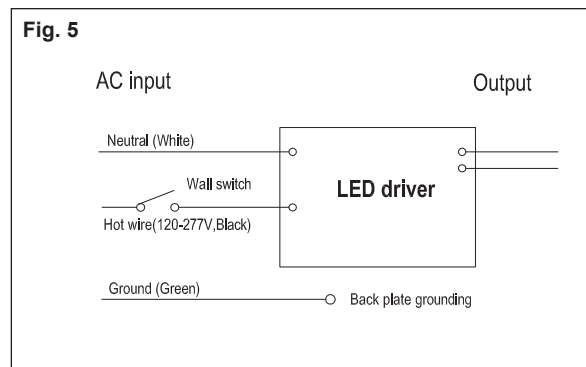 Fig. 5
AC input
Output
Neutral (White)
Wall switch
LED driver
Hot wire(120-277V,Black)
Ground (Green)
Back plate grounding